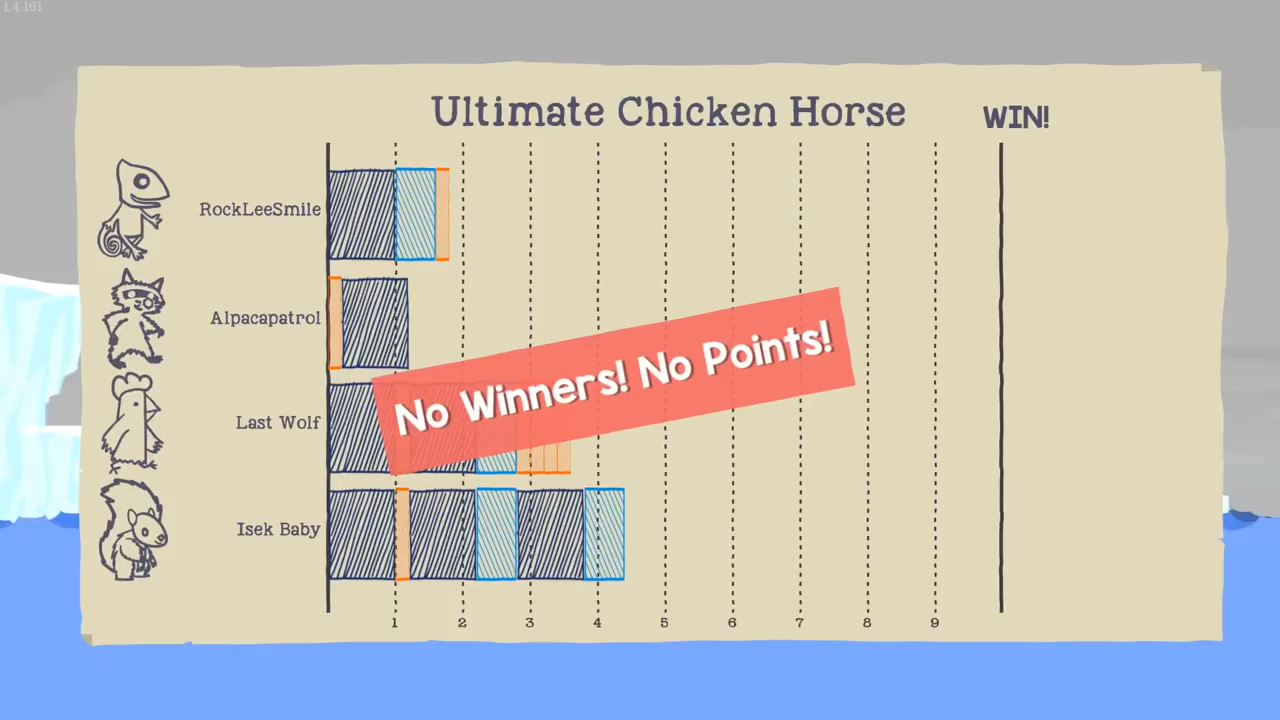 1.4.161
Ultimate Chicken Horse
WIN!
RockLeeSmile
Alpacapatrol
No Winners! No Points!
Last Wolf
Isek Baby
1 2 3 4 5 6 7 8 9